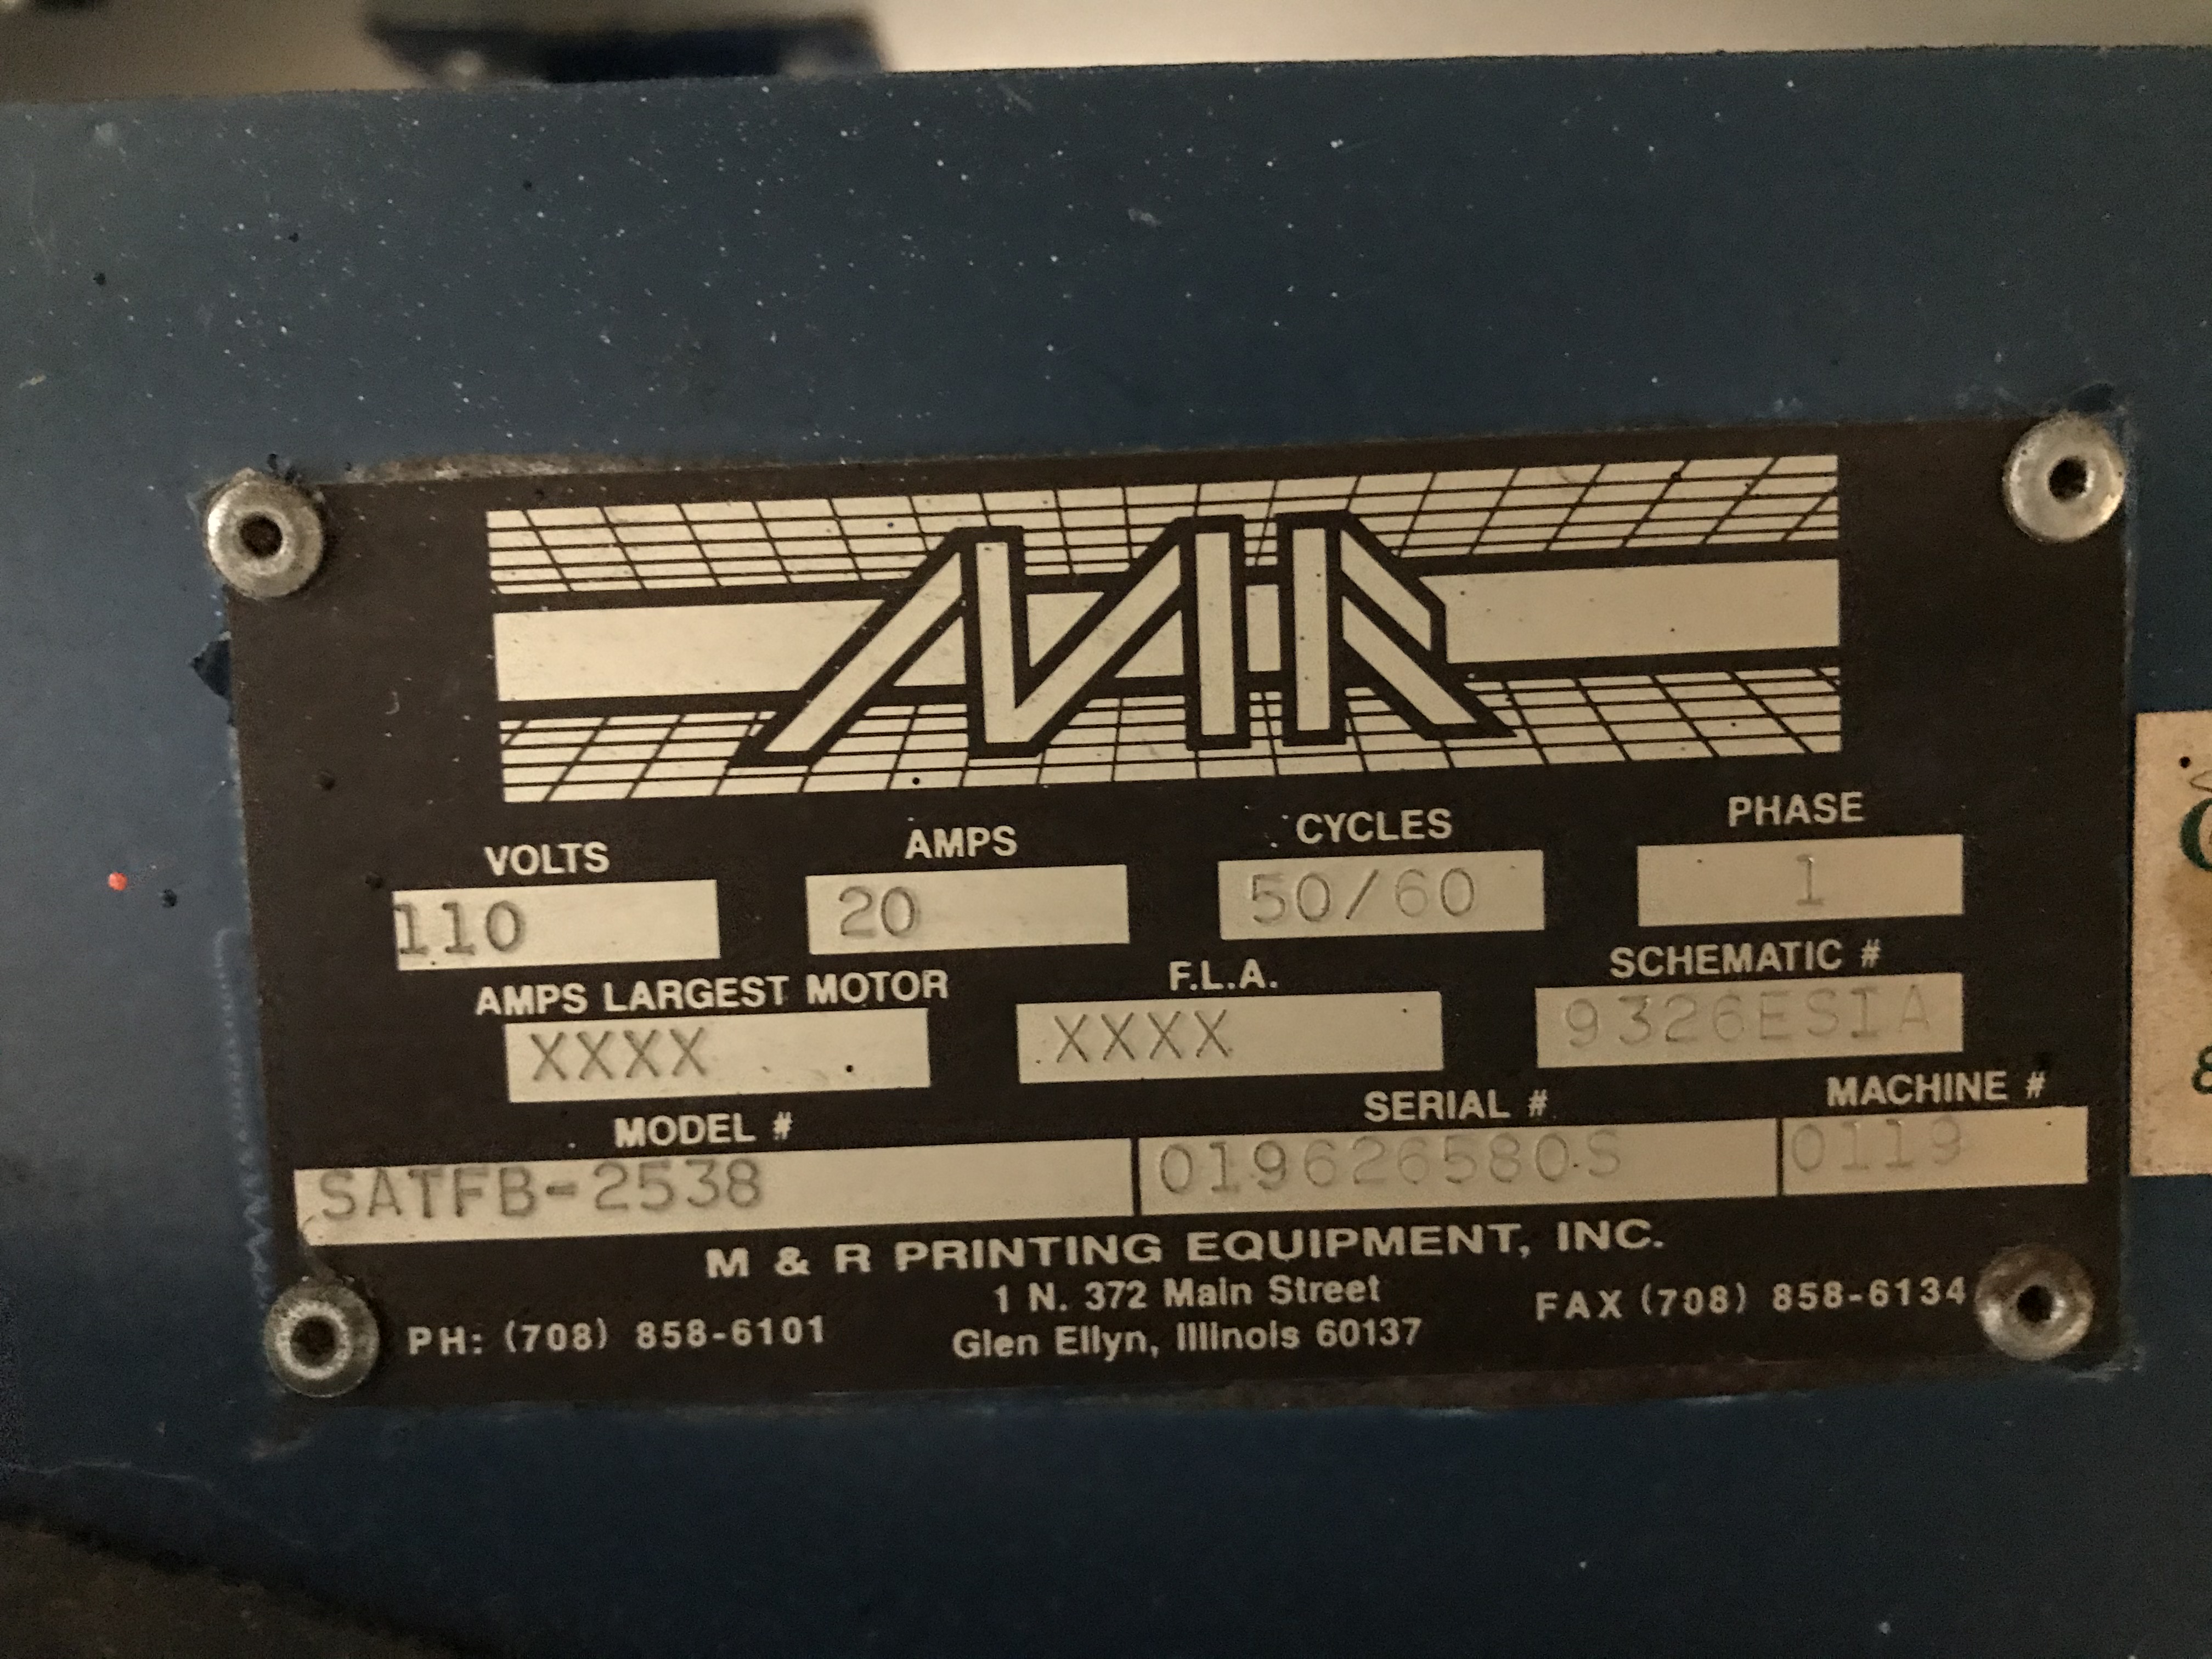 MR
VOLTS AMPS CYCLES PHASE
110 20 50/60 1
AMPS LARGEST MOTOR F.L.A. SCHEMATIC #
XXXX XXXX 9326ESIA
MODEL # SERIAL # MACHINE #
SATFB-2538 019626580S 0119
M & R PRINTING EQUIPMENT, INC.
1 N. 372 Main Street
PH: (708) 858-6101 Glen Ellyn, Illinois 60137 FAX (708) 858-6134